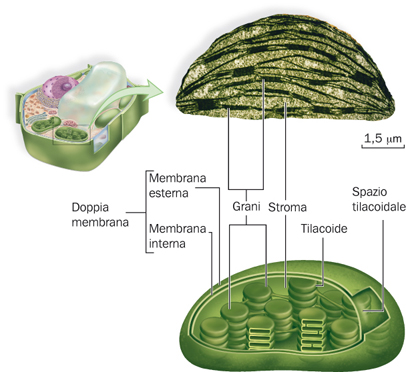 1,5 µm
Membrana
esterna
Doppia
membrana
Membrana
interna
Grani
Stroma
Tilacoide
Spazio
tilacoidale